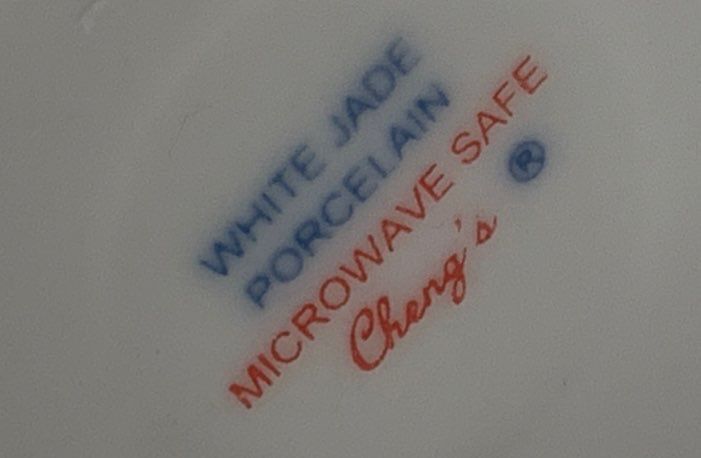 WHITE JADE
PORCELAIN
MICROWAVE SAFE
Cheng's ®